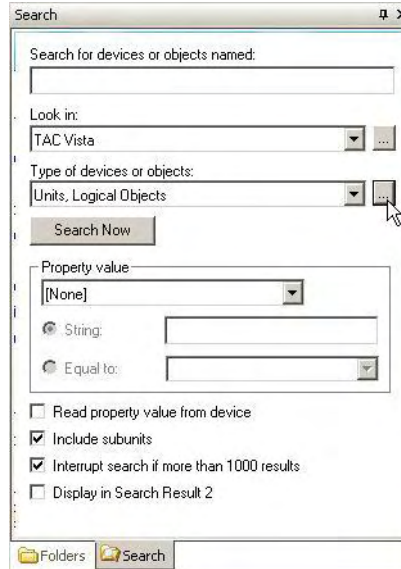 Search
Search for devices or objects named:
Look in:
TAC Vista
...
Type of devices or objects:
Units, Logical Objects
...
Search Now
Property value
[None]
String:
Equal to:
Read property value from device
Include subunits
Interrupt search if more than 1000 results
Display in Search Result 2
Folders Search